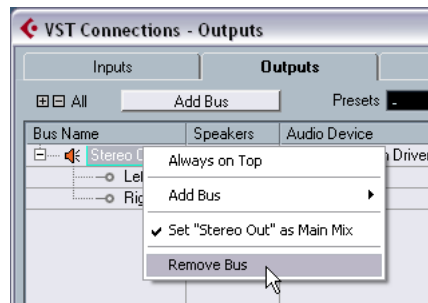 VST Connections - Outputs
Inputs Outputs
All Add Bus Presets -
Bus Name Speakers Audio Device
Stereo
Always on Top
Add Bus
Set "Stereo Out" as Main Mix
Remove Bus